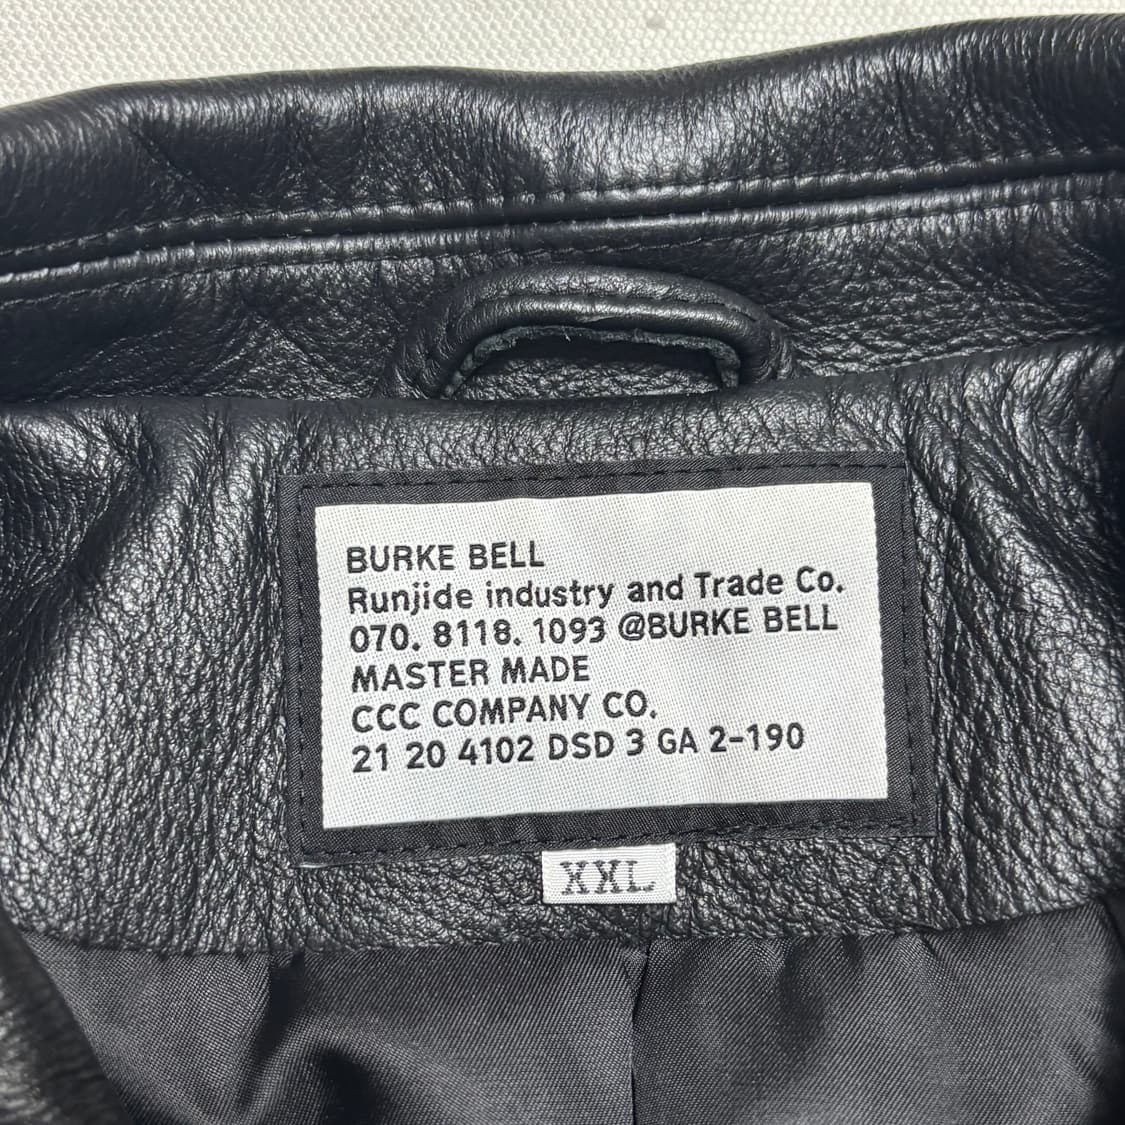 BURKE BELL
Runjide industry and Trade Co.
070. 8118. 1093 @BURKE BELL
MASTER MADE
CCC COMPANY CO.
21 20 4102 DSD 3 GA 2-190
XXL